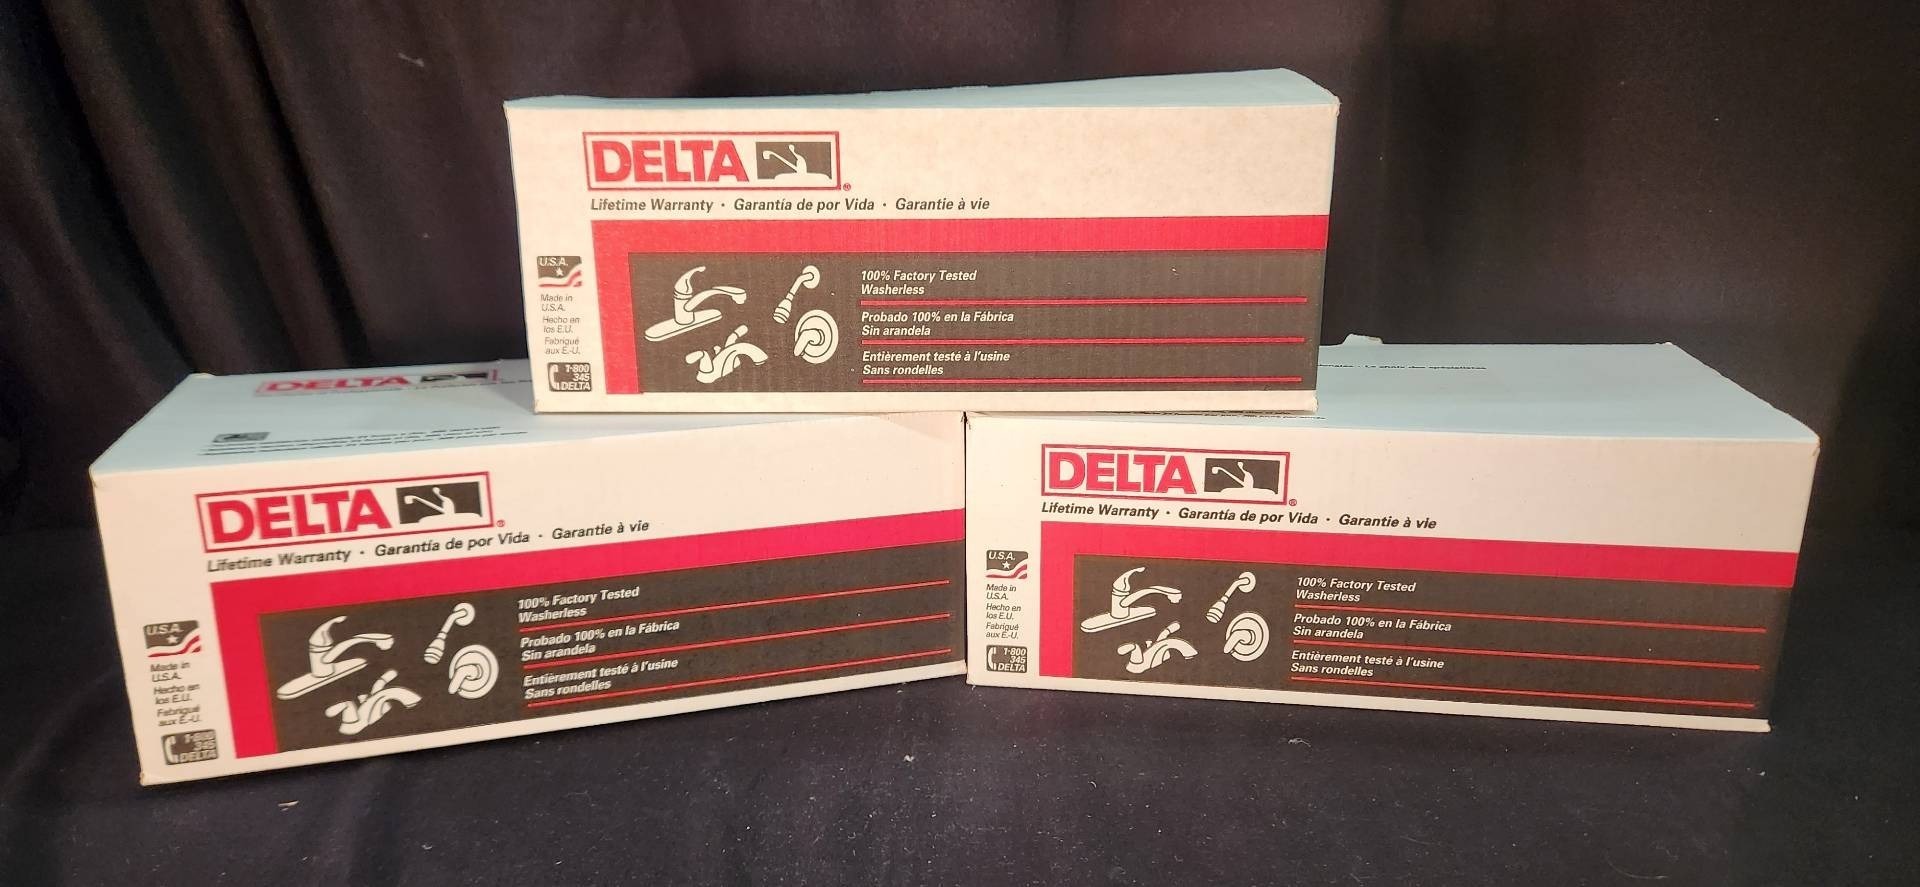 DELTA
®
Lifetime Warranty · Garantía de por Vida · Garantie à vie
U.S.A.
Made in
U.S.A.
Hecho en
los E.U.
Fabriqué
aux E.-U.
1-800
345
DELTA
100% Factory Tested
Washerless
Probado 100% en la Fábrica
Sin arandela
Entièrement testé à l'usine
Sans rondelles
DELTA
DELTA
®
Lifetime Warranty · Garantía de por Vida · Garantie à vie
U.S.A.
Made in
U.S.A.
Hecho en
los E.U.
Fabriqué
aux E.-U.
1-800
345
DELTA
100% Factory Tested
Washerless
Probado 100% en la Fábrica
Sin arandela
Entièrement testé à l'usine
Sans rondelles
DELTA
®
Lifetime Warranty · Garantía de por Vida · Garantie à vie
U.S.A.
Made in
U.S.A.
Hecho en
los E.U.
Fabriqué
aux E.-U.
1-800
345
DELTA
100% Factory Tested
Washerless
Probado 100% en la Fábrica
Sin arandela
Entièrement testé à l'usine
Sans rondelles